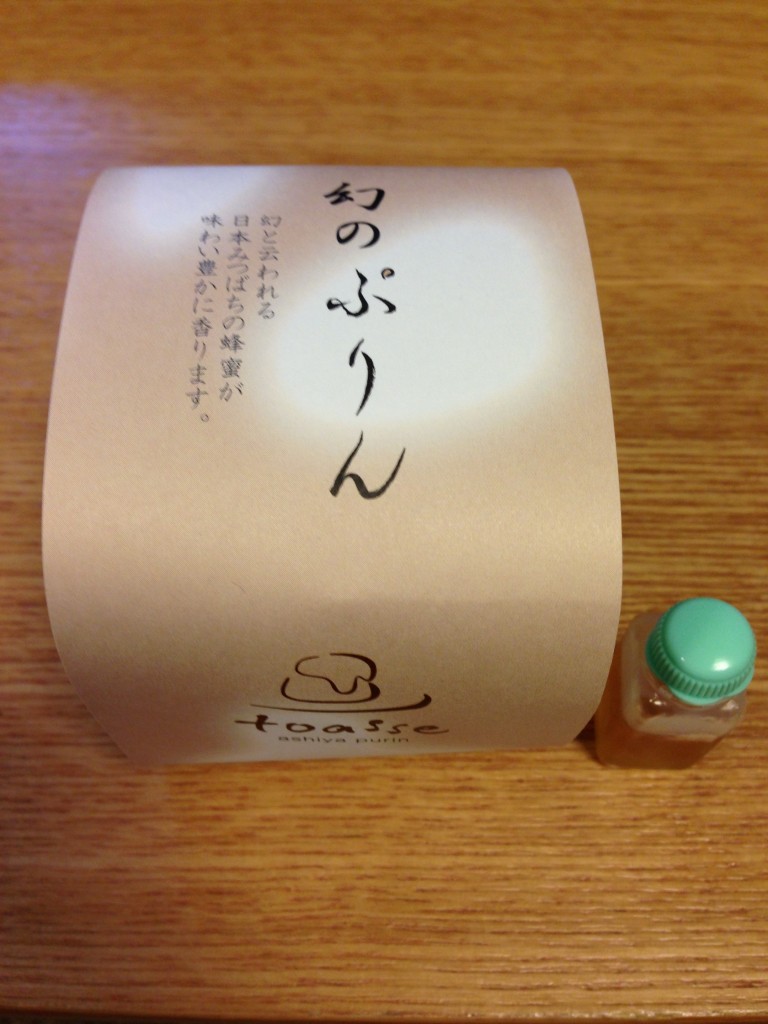 幻のぷりん
幻と云われる
日本みつばちの蜂蜜が
味わい豊かに香ります。
toasse
ashiya purin